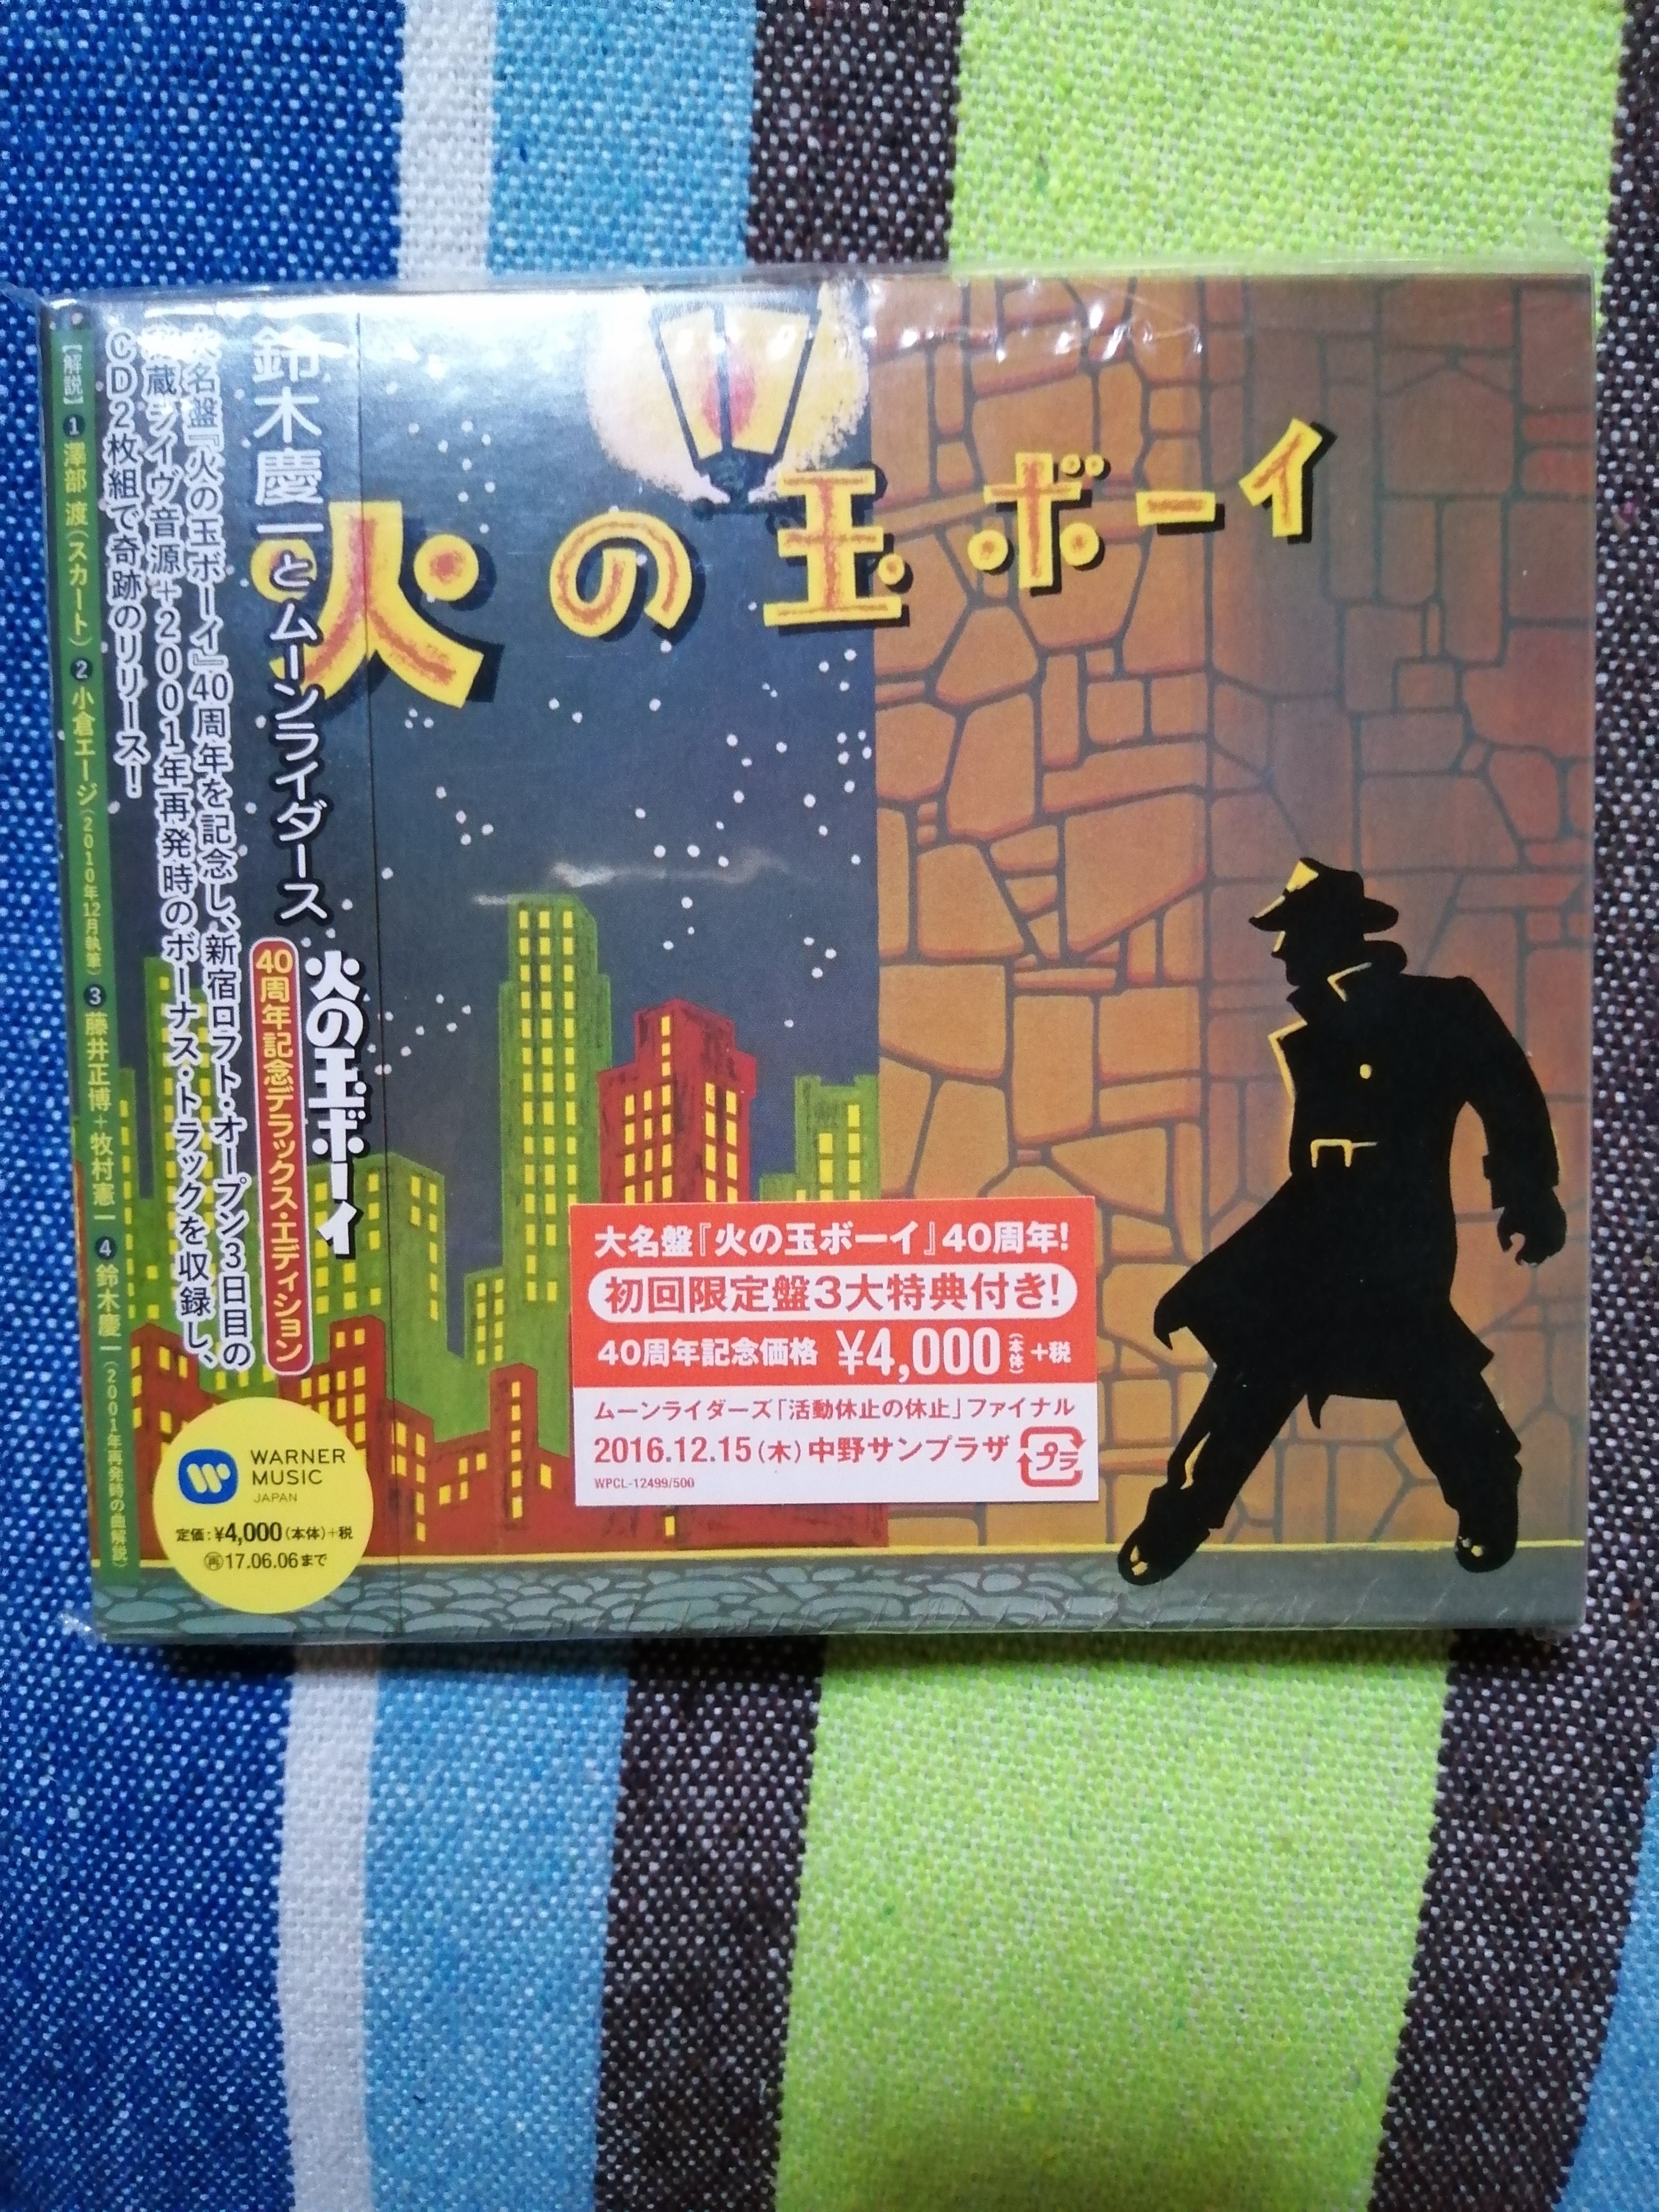 火の玉ボーイ
鈴木慶一とムーンライダース
火の玉ボーイ
40周年記念デラックス・エディション
大名盤『火の玉ボーイ』40周年を記念し、新宿ロフト・オープン3日目の
蔵ライヴ音源+2001年再発時のボーナス・トラックを収録し、
CD2枚組で奇跡のリリース!
【解説】1 澤部 渡(スカート) 2 小倉エージ(2010年12月執筆) 3 藤井正博+牧村憲一 4 鈴木慶一(2001年再発時の曲解説)
大名盤『火の玉ボーイ』40周年!
初回限定盤3大特典付き!
40周年記念価格 ¥4,000(本体)+税
ムーンライダーズ「活動休止の休止」ファイナル
2016.12.15(木)中野サンプラザ
プラ
WPCL-12499/500
WARNER
MUSIC
JAPAN
定価:¥4,000(本体)+税
再17.06.06まで